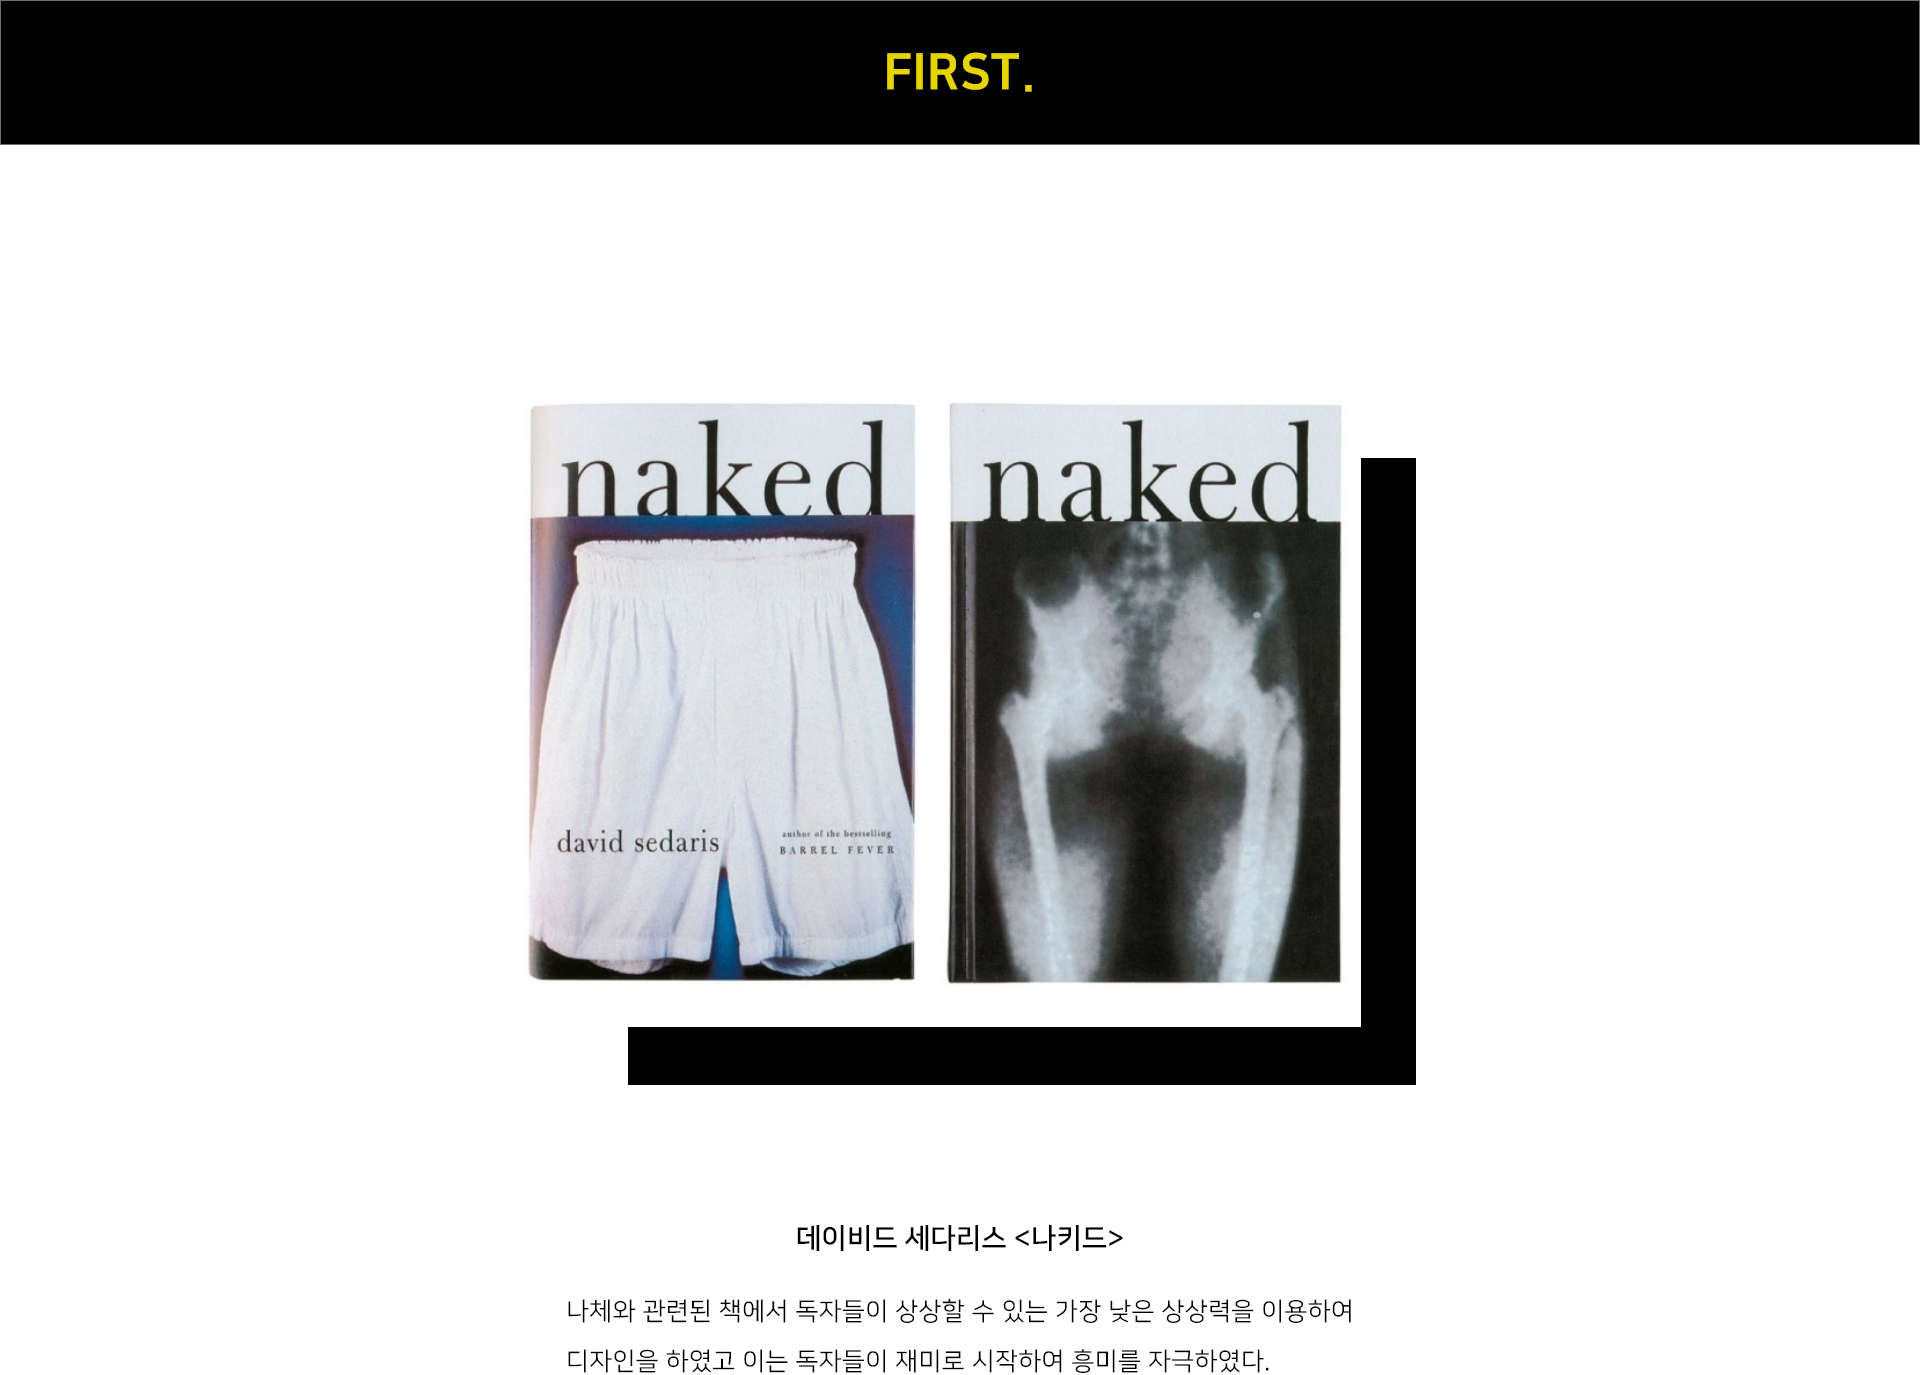 FIRST.
naked
david sedaris
author of the bestselling
BARREL FEVER
naked
데이비드 세다리스 <나키드>
나체와 관련된 책에서 독자들이 상상할 수 있는 가장 낮은 상상력을 이용하여
디자인을 하였고 이는 독자들이 재미로 시작하여 흥미를 자극하였다.